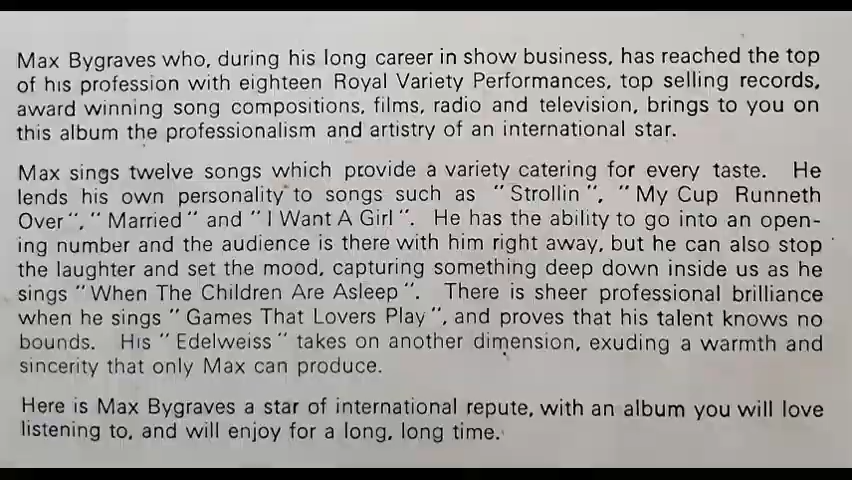 Max Bygraves who, during his long career in show business, has reached the top
of his profession with eighteen Royal Variety Performances, top selling records,
award winning song compositions, films, radio and television, brings to you on
this album the professionalism and artistry of an international star.
Max sings twelve songs which provide a variety catering for every taste. He
lends his own personality to songs such as "Strollin", "My Cup Runneth
Over", "Married" and "I Want A Girl". He has the ability to go into an open-
ing number and the audience is there with him right away, but he can also stop
the laughter and set the mood, capturing something deep down inside us as he
sings "When The Children Are Asleep". There is sheer professional brilliance
when he sings "Games That Lovers Play", and proves that his talent knows no
bounds. His "Edelweiss" takes on another dimension, exuding a warmth and
sincerity that only Max can produce.
Here is Max Bygraves a star of international repute, with an album you will love
listening to, and will enjoy for a long, long time.